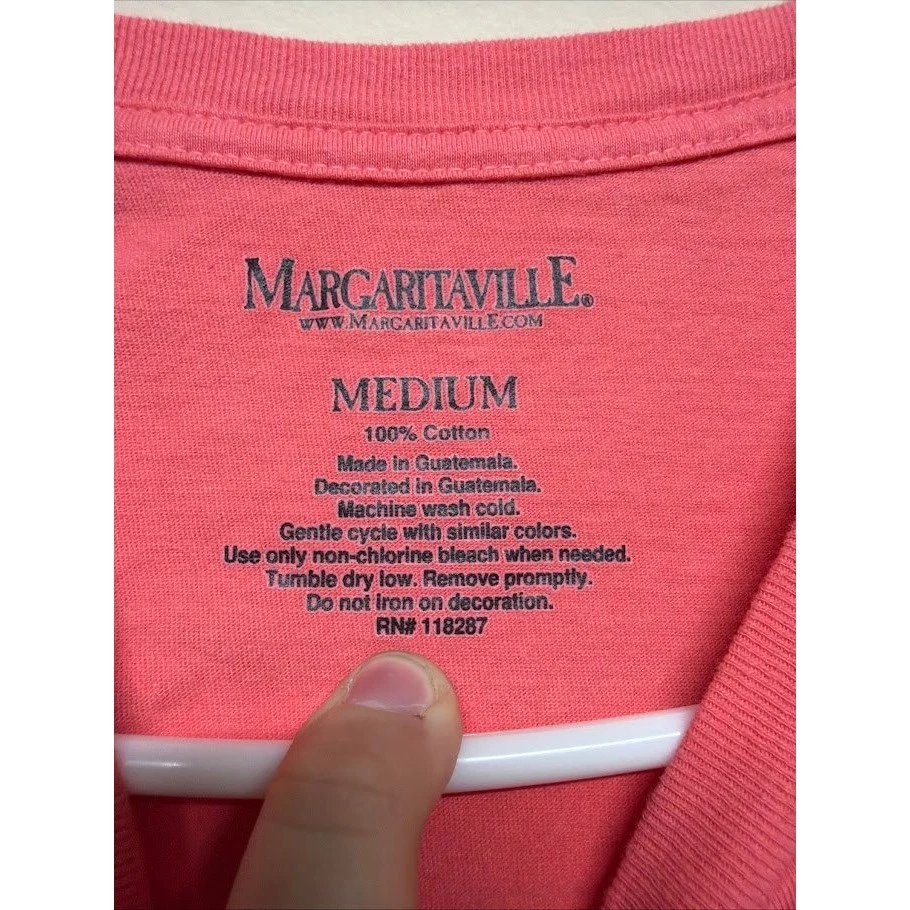 MARGARITAVILLE®
WWW.MARGARITAVILLE.COM
MEDIUM
100% Cotton
Made in Guatemala.
Decorated in Guatemala.
Machine wash cold.
Gentle cycle with similar colors.
Use only non-chlorine bleach when needed.
Tumble dry low. Remove promptly.
Do not iron on decoration.
RN# 118287